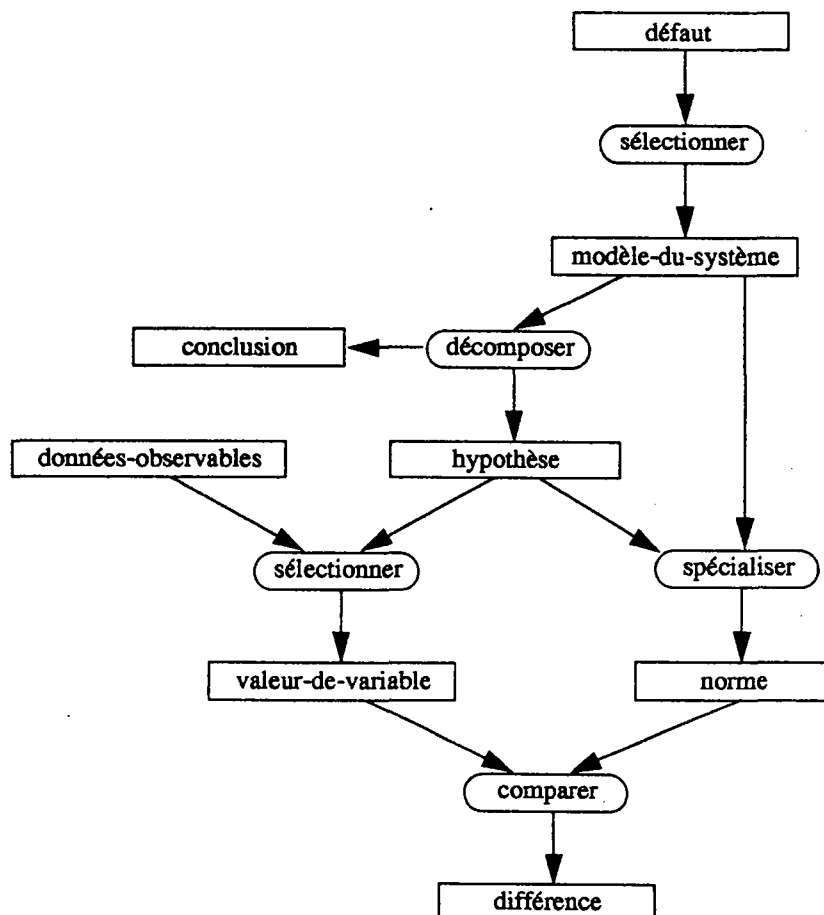 défaut
sélectionner
modèle-du-système
conclusion
décomposer
données-observables
hypothèse
sélectionner
spécialiser
valeur-de-variable
norme
comparer
différence